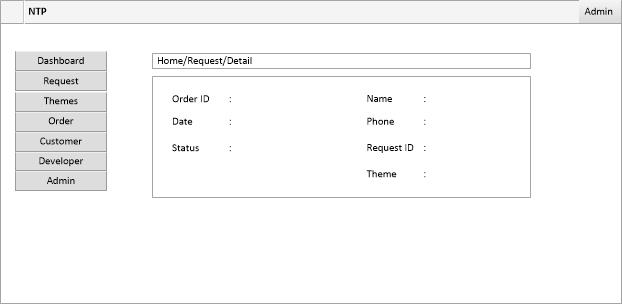 NTP
Admin
Dashboard
Request
Themes
Order
Customer
Developer
Admin
Home/Request/Detail
Order ID :
Date :
Status :
Name :
Phone :
Request ID :
Theme :